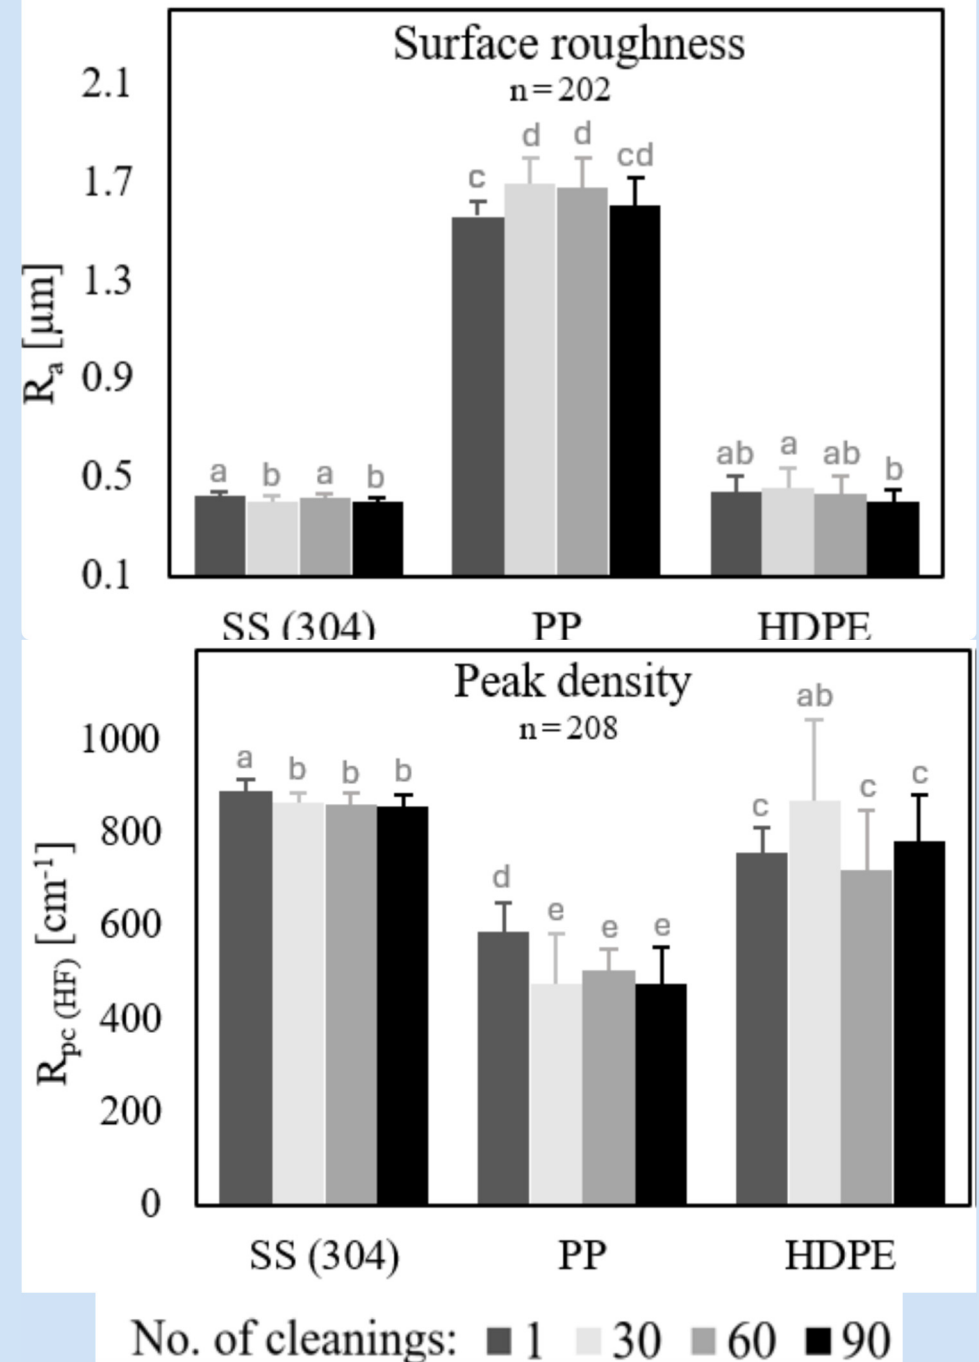 Surface roughness
n=202
2.1
1.7
1.3
0.9
0.5
0.1
Ra [µm]
a b a b
c d d cd
ab a ab b
SS (304) PP HDPE
Peak density
n=208
1000
800
600
400
200
0
Rpc (HF) [cm-1]
a b b b
d e e e
c ab c c
SS (304) PP HDPE
No. of cleanings: 1 30 60 90